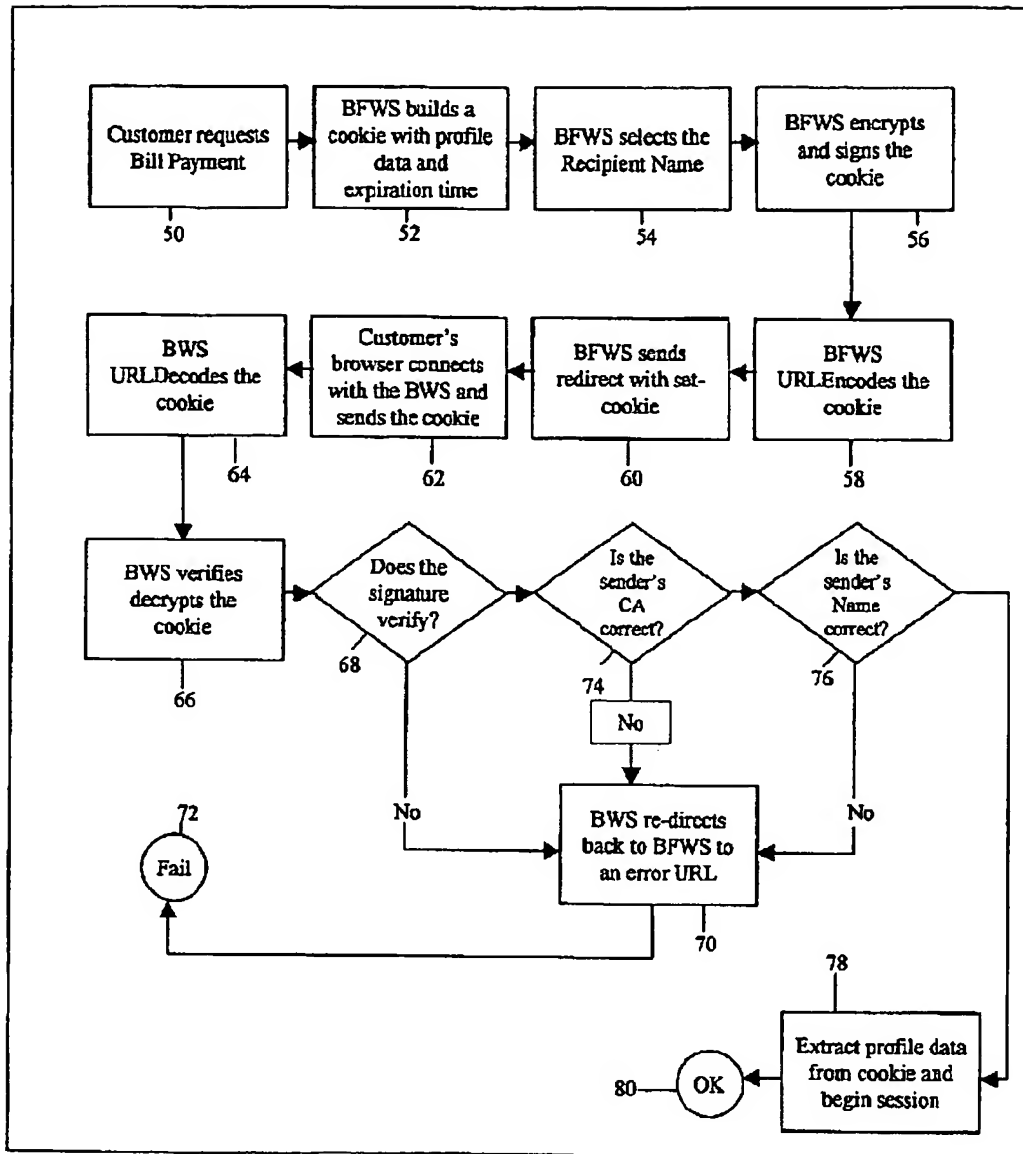 Customer requests
Bill Payment
50
BFWS builds a
cookie with profile
data and
expiration time
52
BFWS selects the
Recipient Name
54
BFWS encrypts
and signs the
cookie
56
BWS
URLDecodes the
cookie
64
Customer's
browser connects
with the BWS and
sends the cookie
62
BFWS sends
redirect with set-
cookie
60
BFWS
URLEncodes the
cookie
58
BWS verifies
decrypts the
cookie
66
Does the
signature
verify?
68
Is the
sender's
CA
correct?
74
Is the
sender's
Name
correct?
76
No
No
No
72
Fail
BWS re-directs
back to BFWS to
an error URL
70
78
Extract profile data
from cookie and
begin session
80
OK